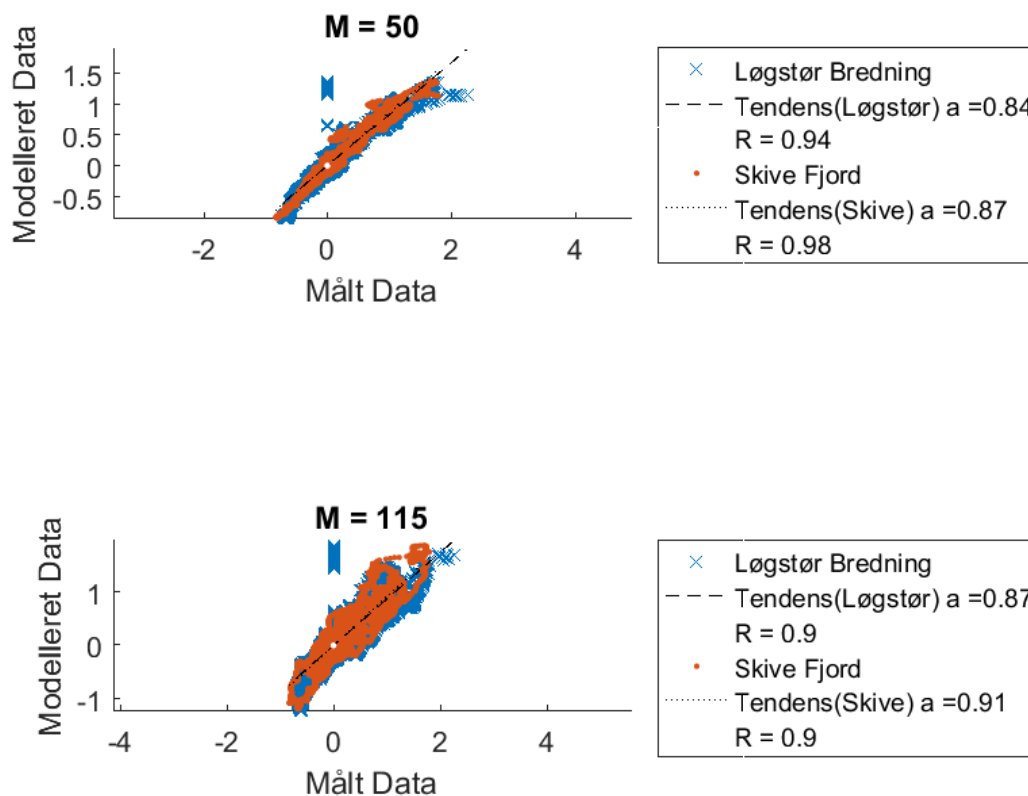 M = 50
Modelleret Data
1.5
1
0.5
0
-0.5
-2
0
2
4
Målt Data
Løgstør Bredning
Tendens(Løgstør) a =0.84
R = 0.94
Skive Fjord
Tendens(Skive) a =0.87
R = 0.98
M = 115
Modelleret Data
1
0
-1
-4
-2
0
2
4
Målt Data
Løgstør Bredning
Tendens(Løgstør) a =0.87
R = 0.9
Skive Fjord
Tendens(Skive) a =0.91
R = 0.9